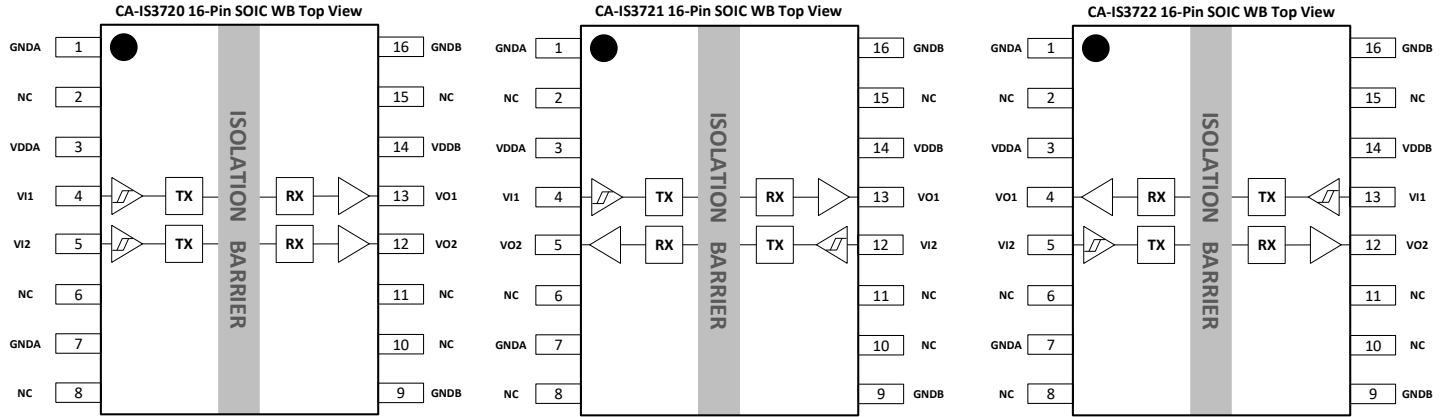 CA-IS3720 16-Pin SOIC WB Top View
GNDA 1 16 GNDB
NC 2 15 NC
VDDA 3 14 VDDB
VI1 4 TX RX 13 VO1
VI2 5 TX RX 12 VO2
NC 6 11 NC
GNDA 7 10 NC
NC 8 9 GNDB
ISOLATION BARRIER
CA-IS3721 16-Pin SOIC WB Top View
GNDA 1 16 GNDB
NC 2 15 NC
VDDA 3 14 VDDB
VI1 4 TX RX 13 VO1
VO2 5 RX TX 12 VI2
NC 6 11 NC
GNDA 7 10 NC
NC 8 9 GNDB
ISOLATION BARRIER
CA-IS3722 16-Pin SOIC WB Top View
GNDA 1 16 GNDB
NC 2 15 NC
VDDA 3 14 VDDB
VO1 4 RX TX 13 VI1
VI2 5 TX RX 12 VO2
NC 6 11 NC
GNDA 7 10 NC
NC 8 9 GNDB
ISOLATION BARRIER